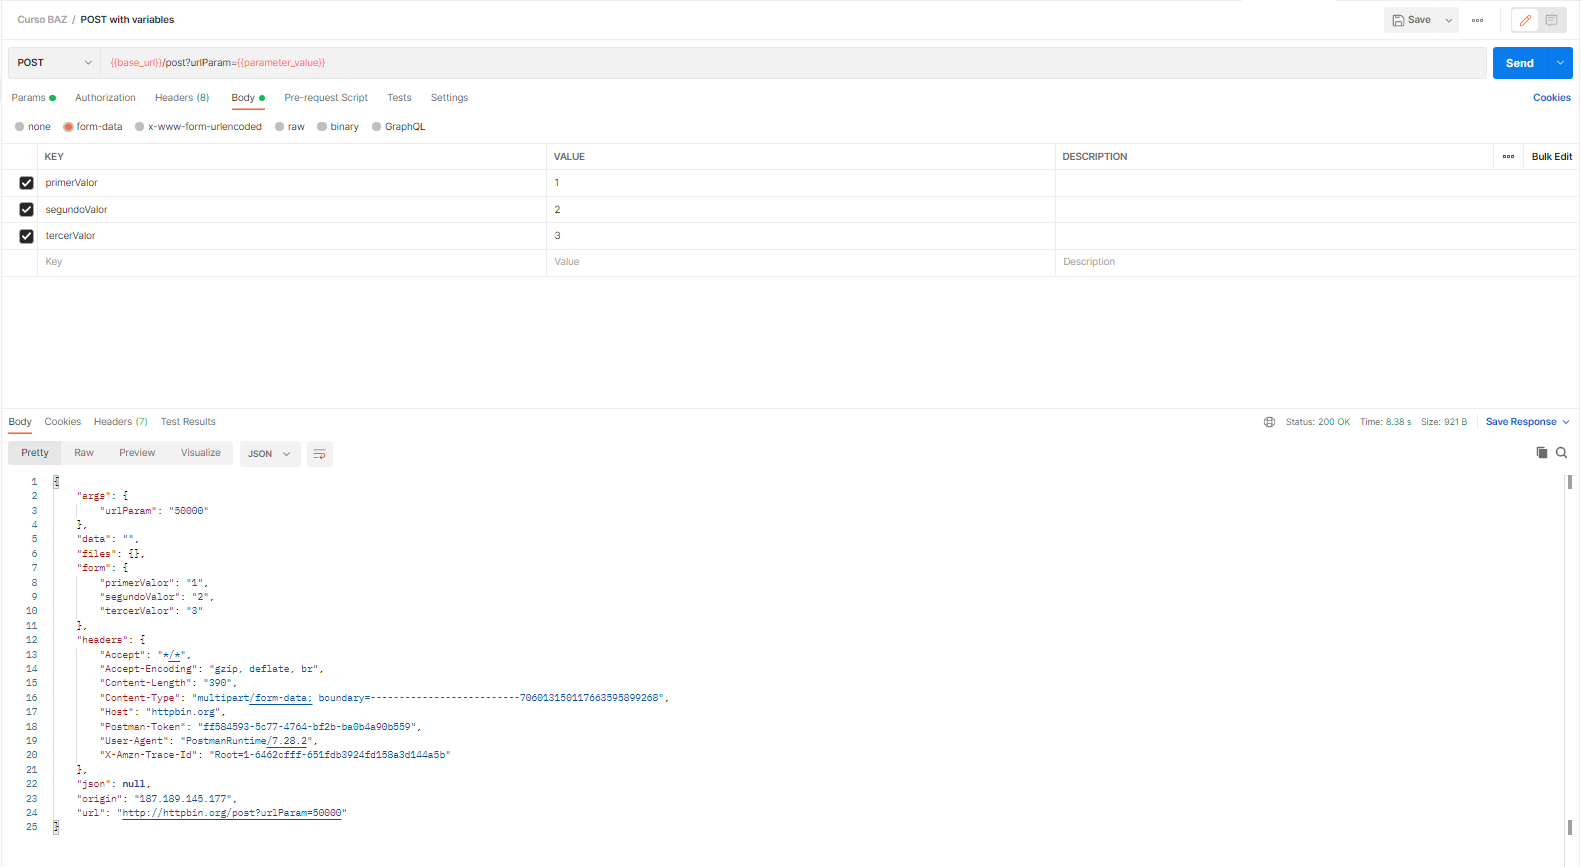 Curso BAZ / POST with variables
Save
POST {{base_url}}/post?urlParam={{parameter_value}} Send
Params Authorization Headers (8) Body Pre-request Script Tests Settings Cookies
none form-data x-www-form-urlencoded raw binary GraphQL
KEY VALUE DESCRIPTION Bulk Edit
primerValor 1
segundoValor 2
tercerValor 3
Key Value Description
Body Cookies Headers (7) Test Results Status: 200 OK Time: 8.38 s Size: 921 B Save Response
Pretty Raw Preview Visualize JSON
1 {
2 "args": {
3 "urlParam": "50000"
4 },
5 "data": "",
6 "files": {},
7 "form": {
8 "primerValor": "1",
9 "segundoValor": "2",
10 "tercerValor": "3"
11 },
12 "headers": {
13 "Accept": "*/*",
14 "Accept-Encoding": "gzip, deflate, br",
15 "Content-Length": "390",
16 "Content-Type": "multipart/form-data; boundary=--------------------------706013150117663595899268",
17 "Host": "httpbin.org",
18 "Postman-Token": "ff584593-5c77-4764-bf2b-ba0b4a90b559",
19 "User-Agent": "PostmanRuntime/7.28.2",
20 "X-Amzn-Trace-Id": "Root=1-6462cfff-651fdb3924fd158a3d144a5b"
21 },
22 "json": null,
23 "origin": "187.189.145.177",
24 "url": "http://httpbin.org/post?urlParam=50000"
25 }